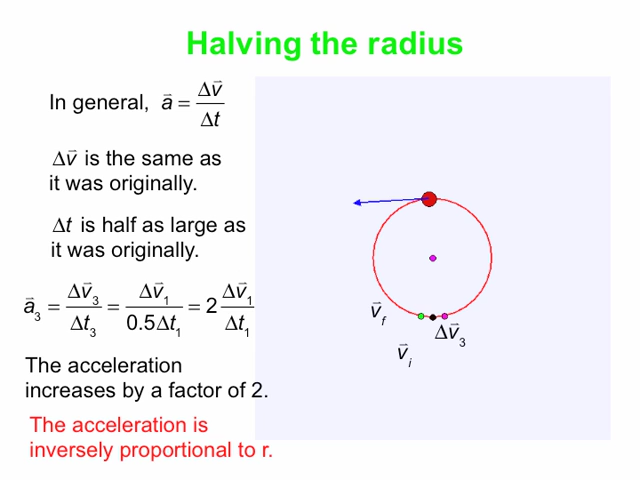 Halving the radius
In general, a⃗ = Δv⃗ / Δt
Δv⃗ is the same as
it was originally.
Δt is half as large as
it was originally.
a⃗₃ = Δv⃗₃ / Δt₃ = Δv⃗₁ / 0.5Δt₁ = 2 Δv⃗₁ / Δt₁
v⃗f
Δv⃗₃
v⃗i
The acceleration
increases by a factor of 2.
The acceleration is
inversely proportional to r.